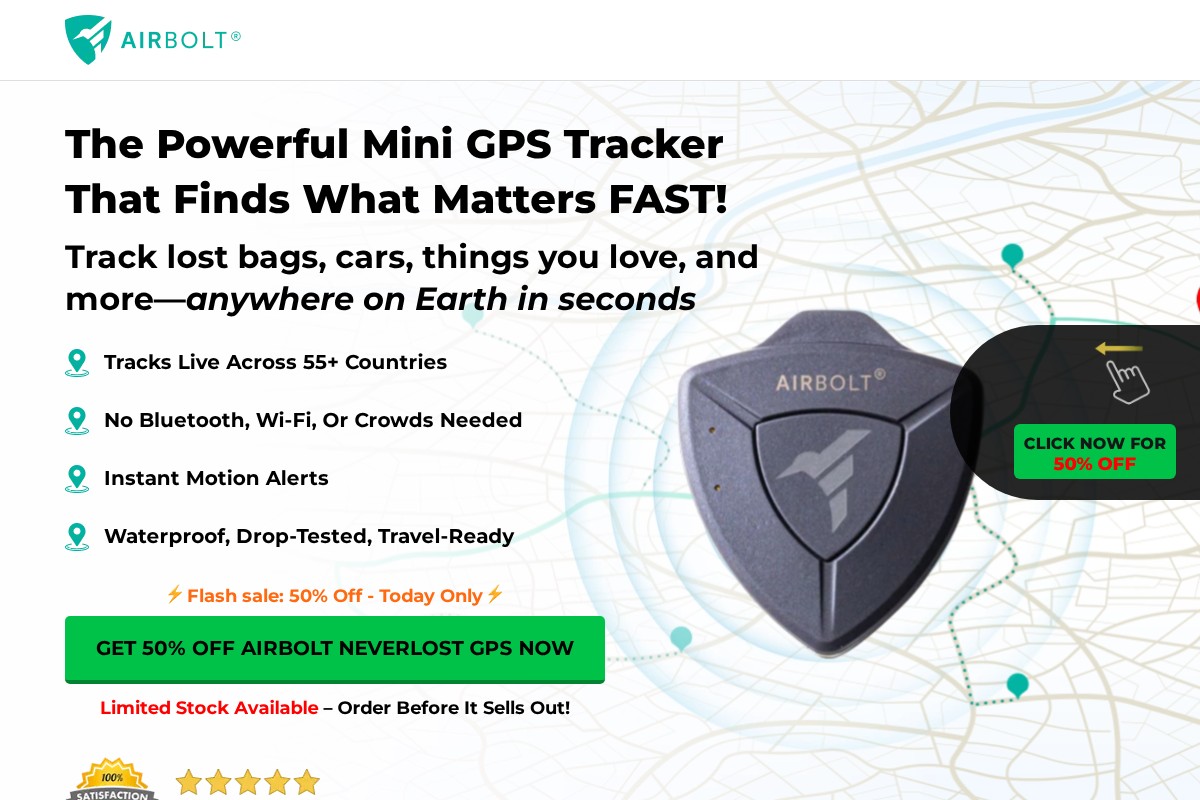 AIRBOLT®
The Powerful Mini GPS Tracker
That Finds What Matters FAST!
Track lost bags, cars, things you love, and
more—anywhere on Earth in seconds
Tracks Live Across 55+ Countries
No Bluetooth, Wi-Fi, Or Crowds Needed
Instant Motion Alerts
Waterproof, Drop-Tested, Travel-Ready
⚡Flash sale: 50% Off - Today Only⚡
GET 50% OFF AIRBOLT NEVERLOST GPS NOW
Limited Stock Available – Order Before It Sells Out!
100%
SATISFACTION
AIRBOLT®
CLICK NOW FOR
50% OFF